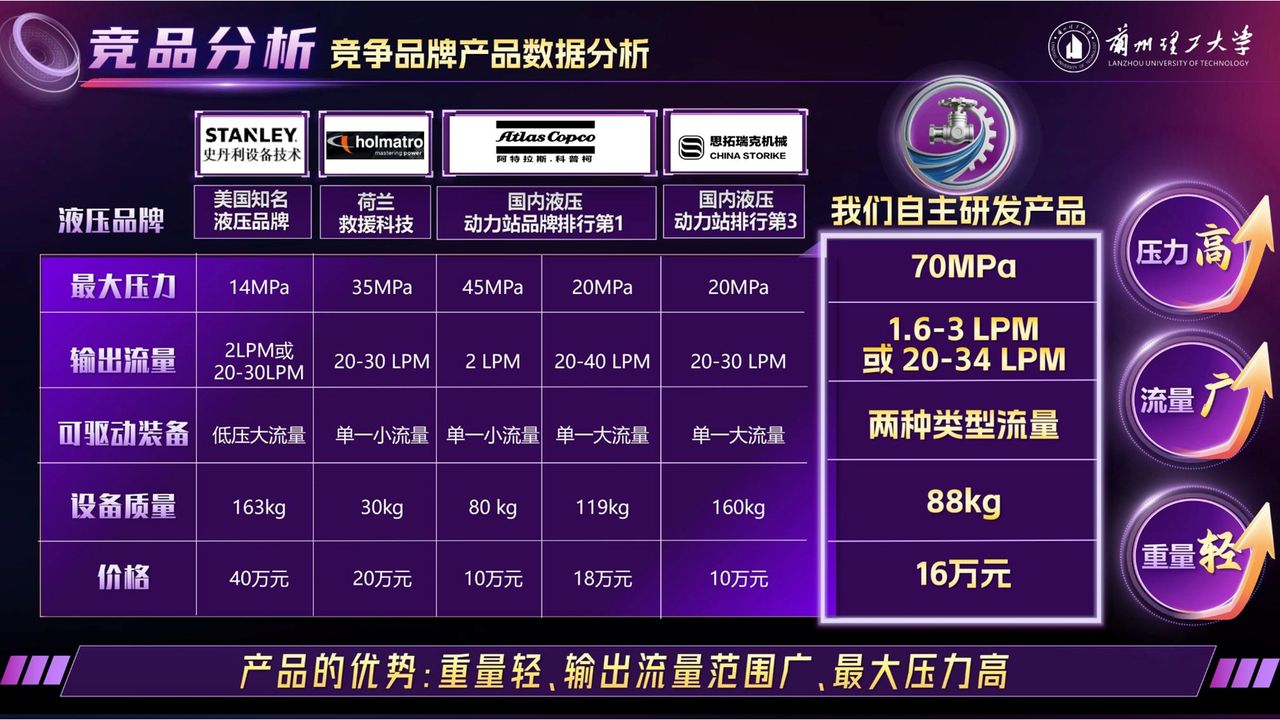 竞品分析 竞争品牌产品数据分析
兰州理工大学
LANZHOU UNIVERSITY OF TECHNOLOGY
STANLEY.
史丹利设备技术
holmatro
mastering power
Atlas Copco
阿特拉斯·科普柯
思拓瑞克机械
CHINA STORIKE
液压品牌
美国知名
液压品牌
荷兰
救援科技
国内液压
动力站品牌排行第1
国内液压
动力站排行第3
我们自主研发产品
最大压力 14MPa 35MPa 45MPa 20MPa 20MPa 70MPa
输出流量 2LPM或 20-30LPM 20-30 LPM 2 LPM 20-40 LPM 20-30 LPM 1.6-3 LPM 或 20-34 LPM
可驱动装备 低压大流量 单一小流量 单一小流量 单一大流量 单一大流量 两种类型流量
设备质量 163kg 30kg 80 kg 119kg 160kg 88kg
价格 40万元 20万元 10万元 18万元 10万元 16万元
压力高
流量广
重量轻
产品的优势:重量轻、输出流量范围广、最大压力高